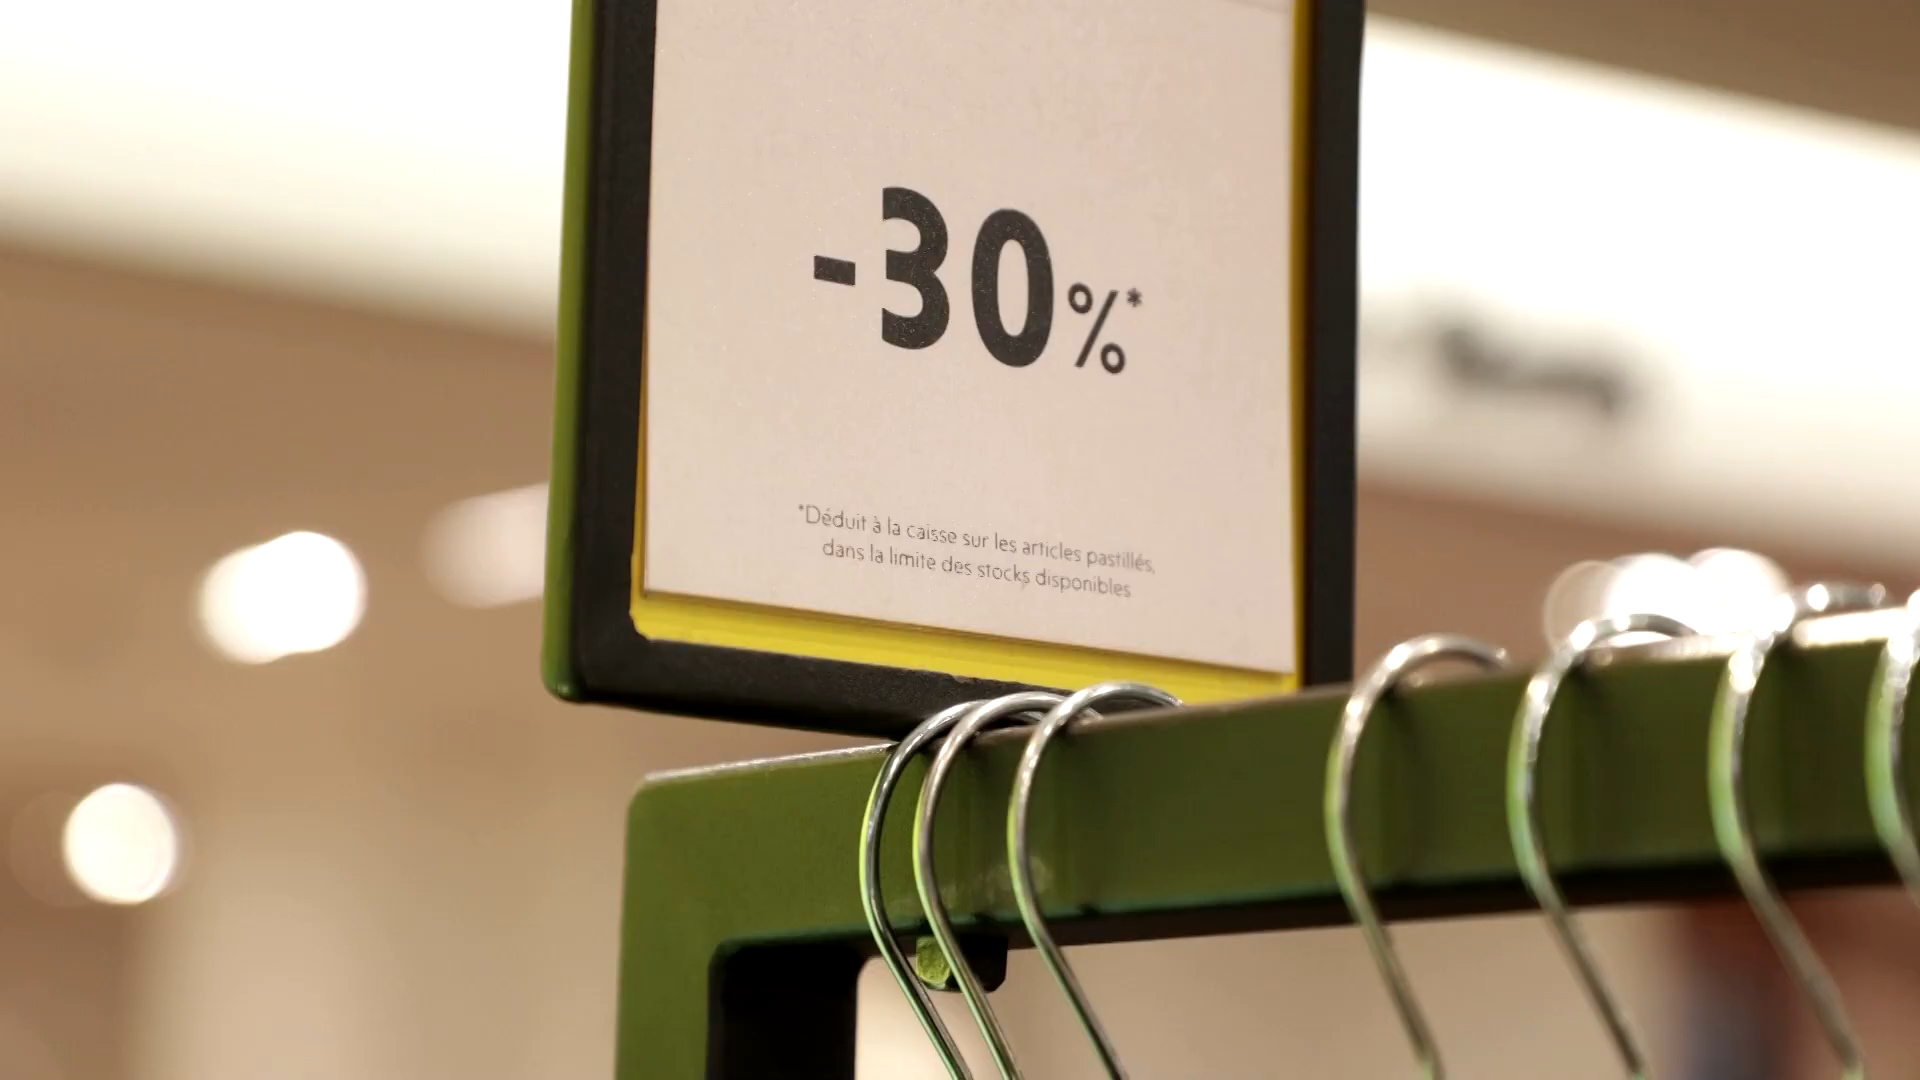 -30%*
*Déduit à la caisse sur les articles pastillés,
dans la limite des stocks disponibles